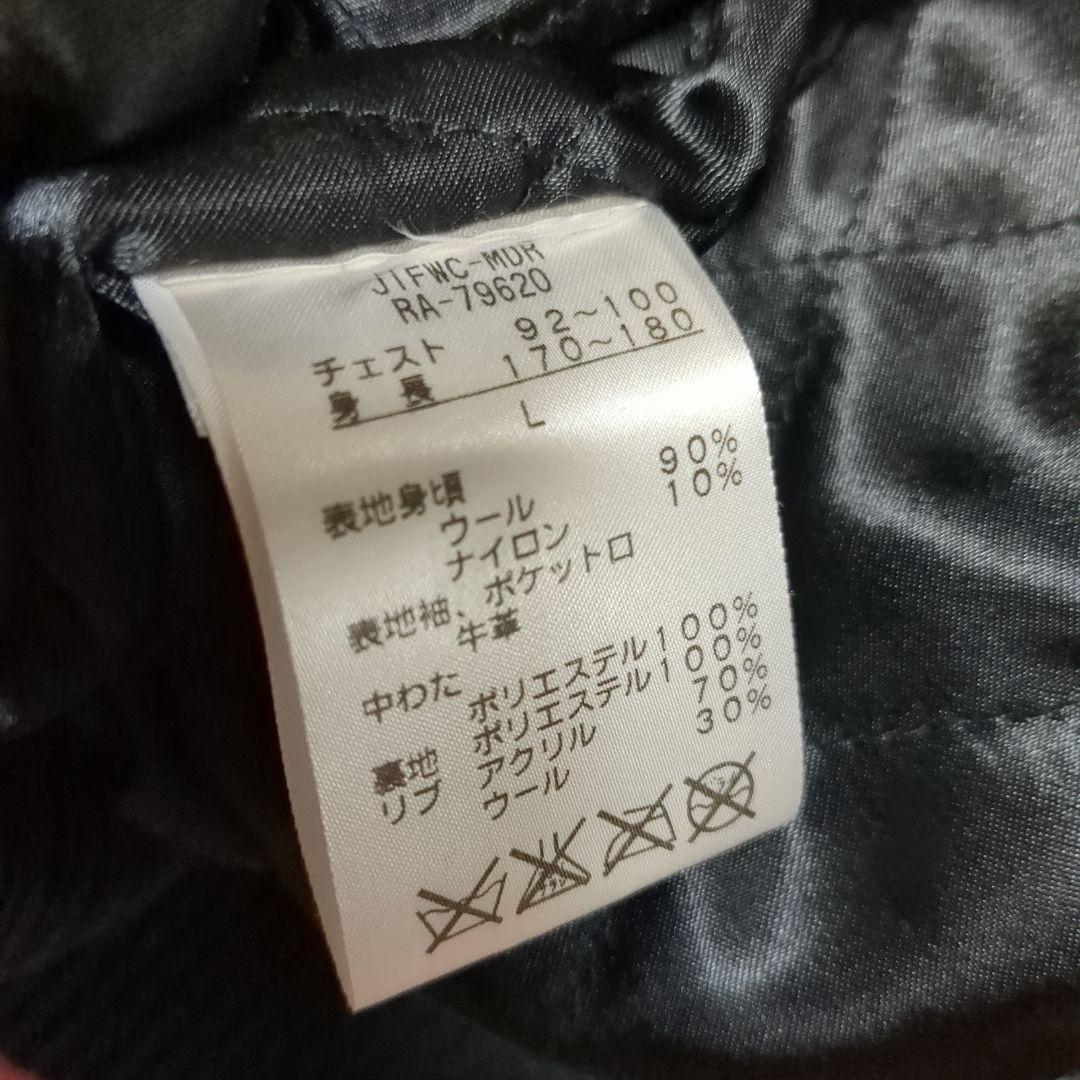 JTFWC-MDR
RA-79620
チェスト 92〜100
身長 170〜180
L
表地身頃
ウール 90%
ナイロン 10%
表地袖、ポケット口
牛革
中わた ポリエステル100%
裏地 ポリエステル100%
リブ アクリル 70%
ウール 30%